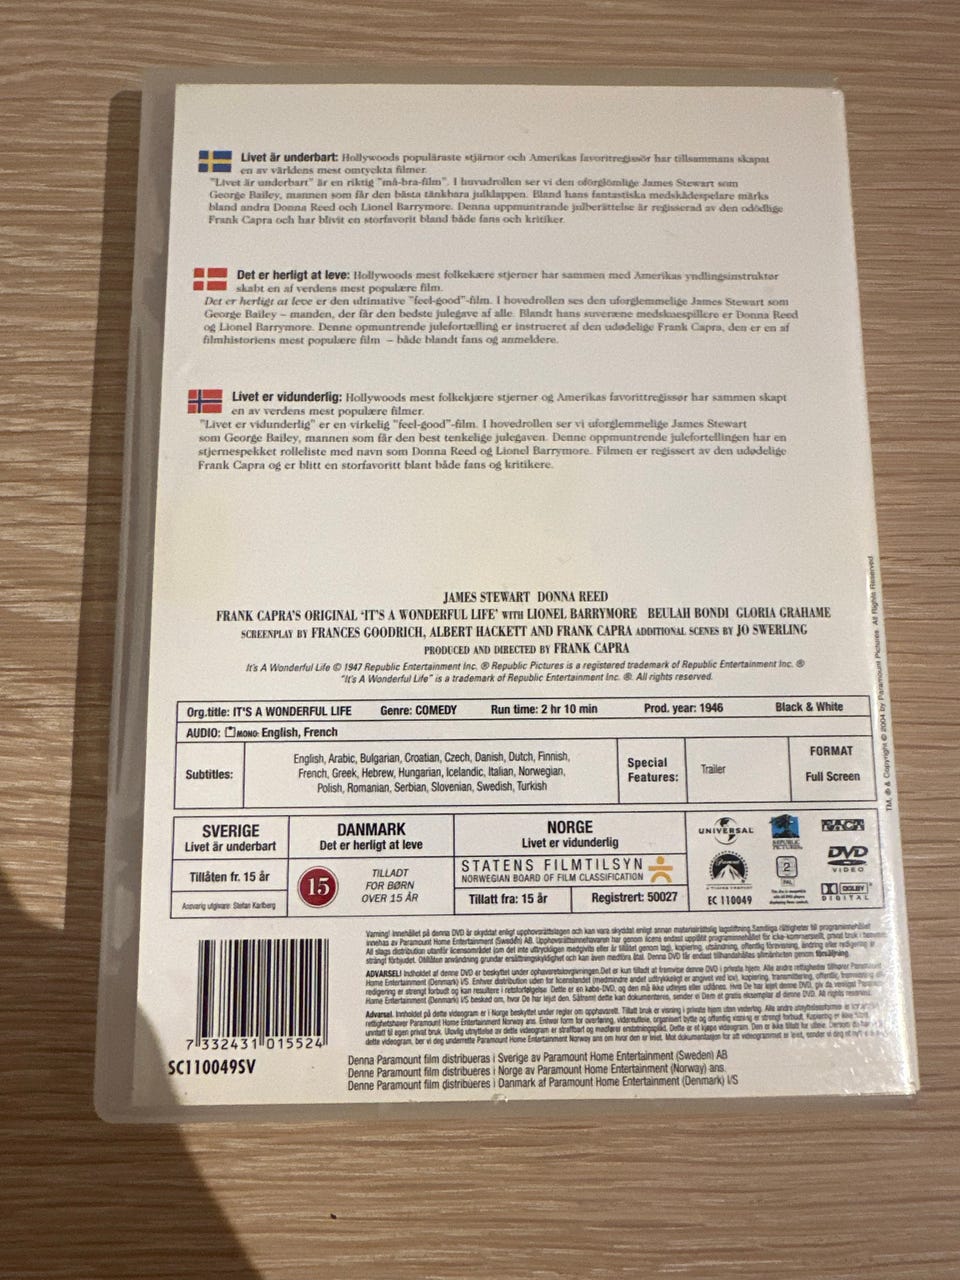 Livet är underbart: Hollywoods populäraste stjärnor och Amerikas favoritregissör har tillsammans skapat
en av världens mest omtyckta filmer.
"Livet är underbart" är en riktig "må-bra-film". I huvudrollen ser vi den oförglömlige James Stewart som
George Bailey, mannen som får den bästa tänkbara julklappen. Bland hans fantastiska medskådespelare märks
bland andra Donna Reed och Lionel Barrymore. Denna uppmuntrande julberättelse är regisserad av den odödlige
Frank Capra och har blivit en storfavorit bland både fans och kritiker.
Det er herligt at leve: Hollywoods mest folkekære stjerner har sammen med Amerikas yndlingsinstruktør
skabt en af verdens mest populære film.
Det er herligt at leve er den ultimative "feel-good"-film. I hovedrollen ses den uforglemmelige James Stewart som
George Bailey – manden, der får den bedste julegave af alle. Blandt hans suveræne medskuespillere er Donna Reed
og Lionel Barrymore. Denne opmuntrende julefortælling er instrueret af den udødelige Frank Capra, den er en af
filmhistoriens mest populære film – både blandt fans og anmeldere.
Livet er vidunderlig: Hollywoods mest folkekjære stjerner og Amerikas favorittregissør har sammen skapt
en av verdens mest populære filmer.
"Livet er vidunderlig" er en virkelig "feel-good"-film. I hovedrollen ser vi uforglemmelige James Stewart
som George Bailey, mannen som får den best tenkelige julegaven. Denne oppmuntrende julefortellingen har en
stjernespekket rolleliste med navn som Donna Reed og Lionel Barrymore. Filmen er regissert av den udødelige
Frank Capra og er blitt en storfavoritt blant både fans og kritikere.
JAMES STEWART DONNA REED
FRANK CAPRA'S ORIGINAL 'IT'S A WONDERFUL LIFE' WITH LIONEL BARRYMORE BEULAH BONDI GLORIA GRAHAME
SCREENPLAY BY FRANCES GOODRICH, ALBERT HACKETT AND FRANK CAPRA ADDITIONAL SCENES BY JO SWERLING
PRODUCED AND DIRECTED BY FRANK CAPRA
It's A Wonderful Life © 1947 Republic Entertainment Inc. ® Republic Pictures is a registered trademark of Republic Entertainment Inc. ®
"It's A Wonderful Life" is a trademark of Republic Entertainment Inc. ®. All rights reserved.
TM, ® & Copyright © 2004 by Paramount Pictures. All Rights Reserved.
Org.title: IT'S A WONDERFUL LIFE Genre: COMEDY Run time: 2 hr 10 min Prod. year: 1946 Black & White
AUDIO: MONO: English, French
Subtitles:
English, Arabic, Bulgarian, Croatian, Czech, Danish, Dutch, Finnish,
French, Greek, Hebrew, Hungarian, Icelandic, Italian, Norwegian,
Polish, Romanian, Serbian, Slovenian, Swedish, Turkish
Special
Features:
Trailer
FORMAT
Full Screen
SVERIGE
Livet är underbart
Tillåten fr. 15 år
Ansvarig utgivare: Stefan Karlberg
DANMARK
Det er herligt at leve
15
TILLADT
FOR BØRN
OVER 15 ÅR
NORGE
Livet er vidunderlig
STATENS FILMTILSYN
NORWEGIAN BOARD OF FILM CLASSIFICATION
Tillatt fra: 15 år
Registrert: 50027
UNIVERSAL
REPUBLIC
PICTURES
Paramount
EC 110049
2
PAL
DVD
VIDEO
DOLBY
DIGITAL
7 332431 015524
SC110049SV
Denna Paramount film distribueras i Sverige av Paramount Home Entertainment (Sweden) AB
Denne Paramount film distribueres i Norge av Paramount Home Entertainment (Norway) ans.
Denne Paramount film distribueres i Danmark af Paramount Home Entertainment (Denmark) I/S